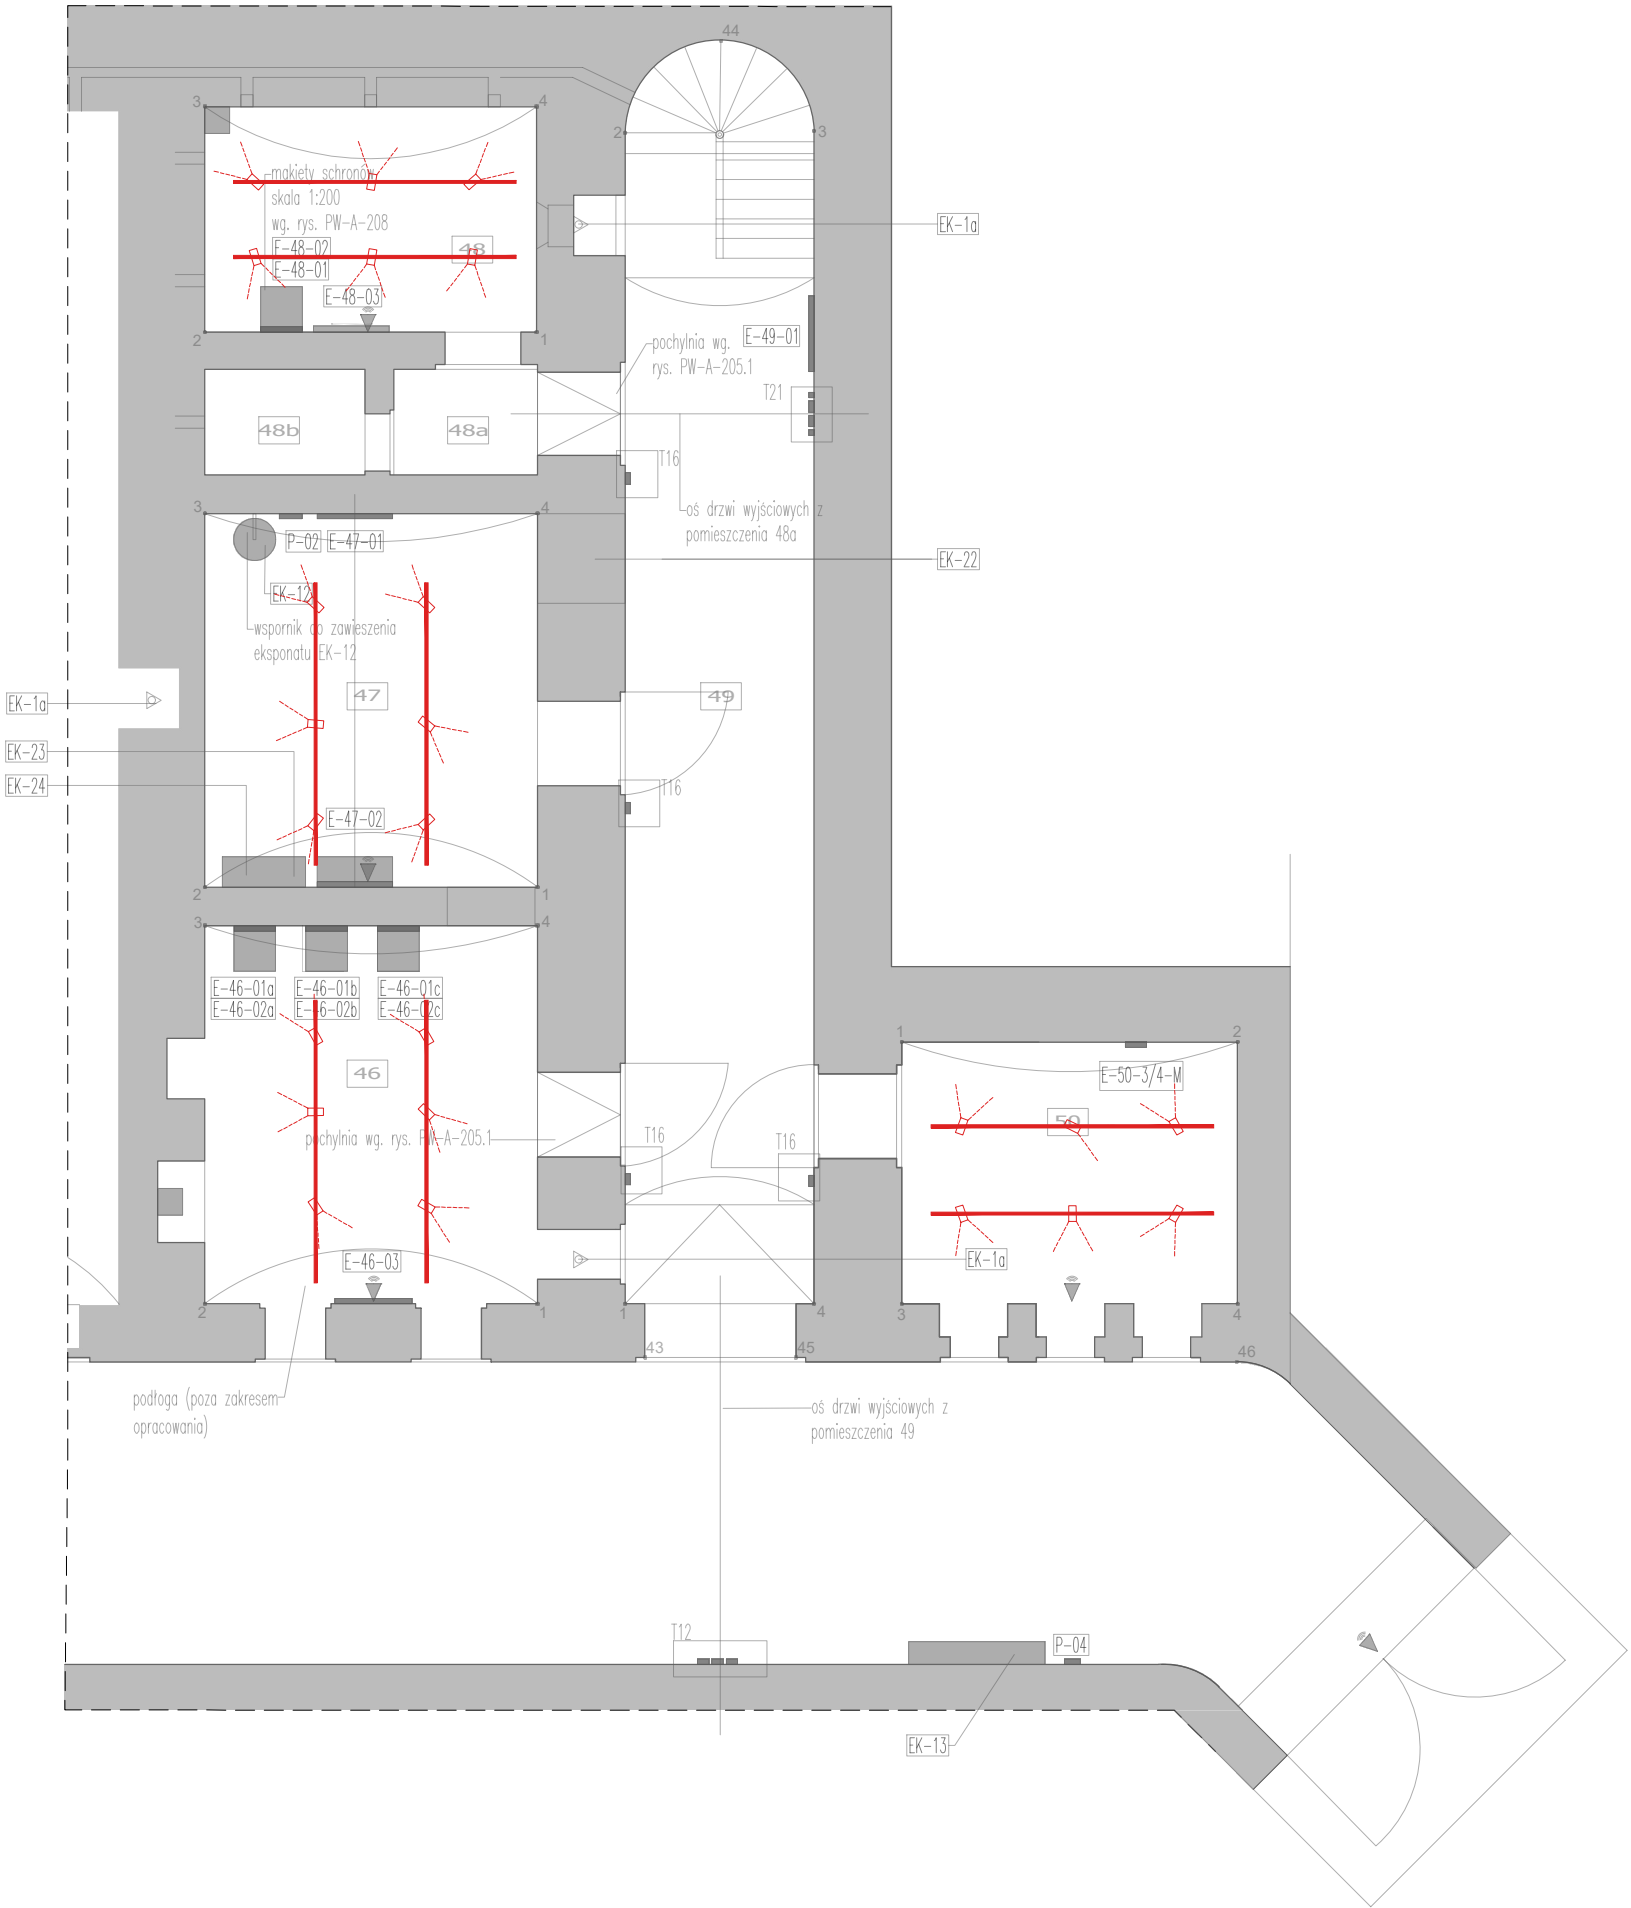 44
3
4
2
3
makiety schronów
skala 1:200
wg. rys. PW-A-208
EK-1a
48
E-48-02
E-48-01
E-48-03
2
1
pochylnia wg.
rys. PW-A-205.1
E-49-01
T21
48b
48a
T16
3
4
oś drzwi wyjściowych z
pomieszczenia 48a
P-02
E-47-01
EK-22
EK-12
wspornik do zawieszenia
eksponatu EK-12
47
49
EK-1a
EK-23
EK-24
T16
E-47-02
2
1
3
4
E-46-01a
E-46-01b
E-46-01c
E-46-02a
E-46-02b
E-46-02c
1
2
46
E-50-3/4-M
50
pochylnia wg. rys. PW-A-205.1
T16
T16
E-46-03
EK-1a
2
1
1
4
3
4
43
45
46
podłoga (poza zakresem
opracowania)
oś drzwi wyjściowych z
pomieszczenia 49
T12
P-04
EK-13